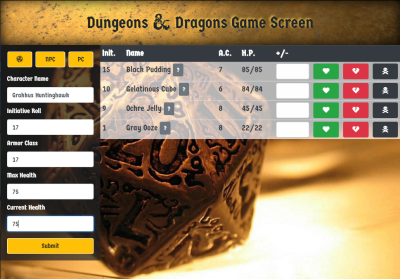 Dungeons & Dragons Game Screen
NPC PC
Init. Name A.C. H.P. +/-
15 Black Pudding ? 7 85/85
10 Gelatinous Cube ? 6 84/84
9 Ochre Jelly ? 8 45/45
1 Gray Ooze ? 8 22/22
Character Name
Grokkus Huntinghawk
Initiative Roll
17
Armor Class
17
Max Health
75
Current Health
75
Submit